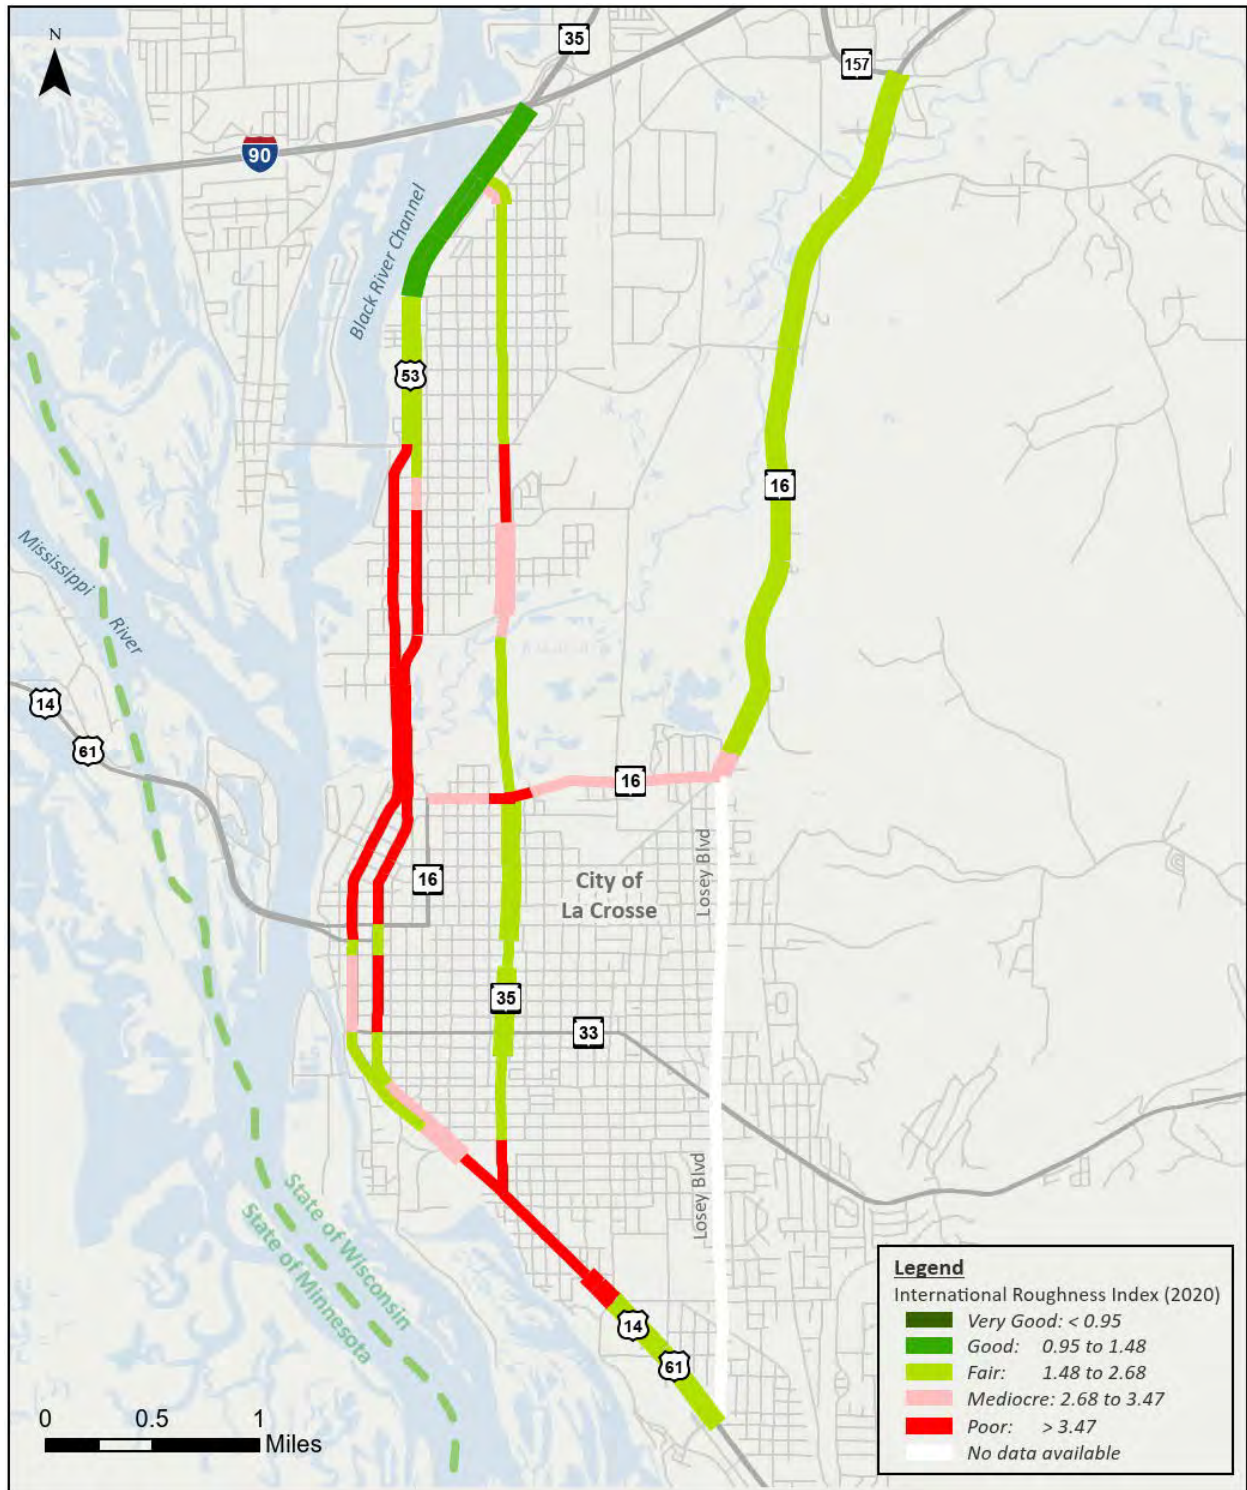 N
35
157
90
Black River Channel
53
16
Mississippi
River
14
61
16
16
Losey Blvd
City of
La Crosse
35
33
Losey Blvd
State of Wisconsin
State of Minnesota
14
61
0 0.5 1
Miles
Legend
International Roughness Index (2020)
Very Good: < 0.95
Good: 0.95 to 1.48
Fair: 1.48 to 2.68
Mediocre: 2.68 to 3.47
Poor: > 3.47
No data available